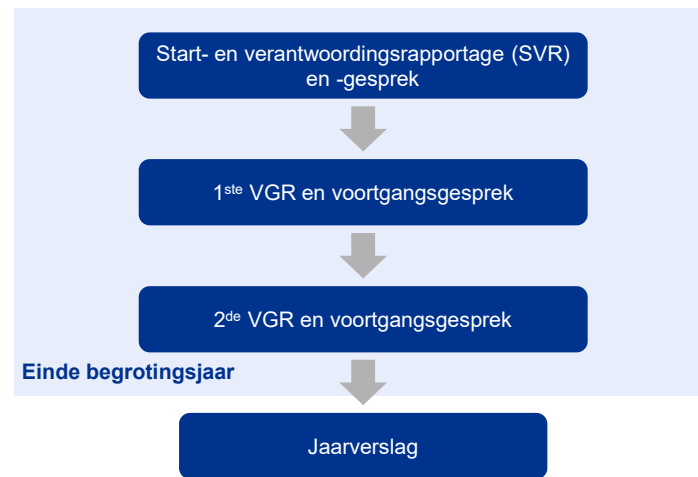 Start- en verantwoordingsrapportage (SVR)
en -gesprek
1ste VGR en voortgangsgesprek
2de VGR en voortgangsgesprek
Einde begrotingsjaar
Jaarverslag